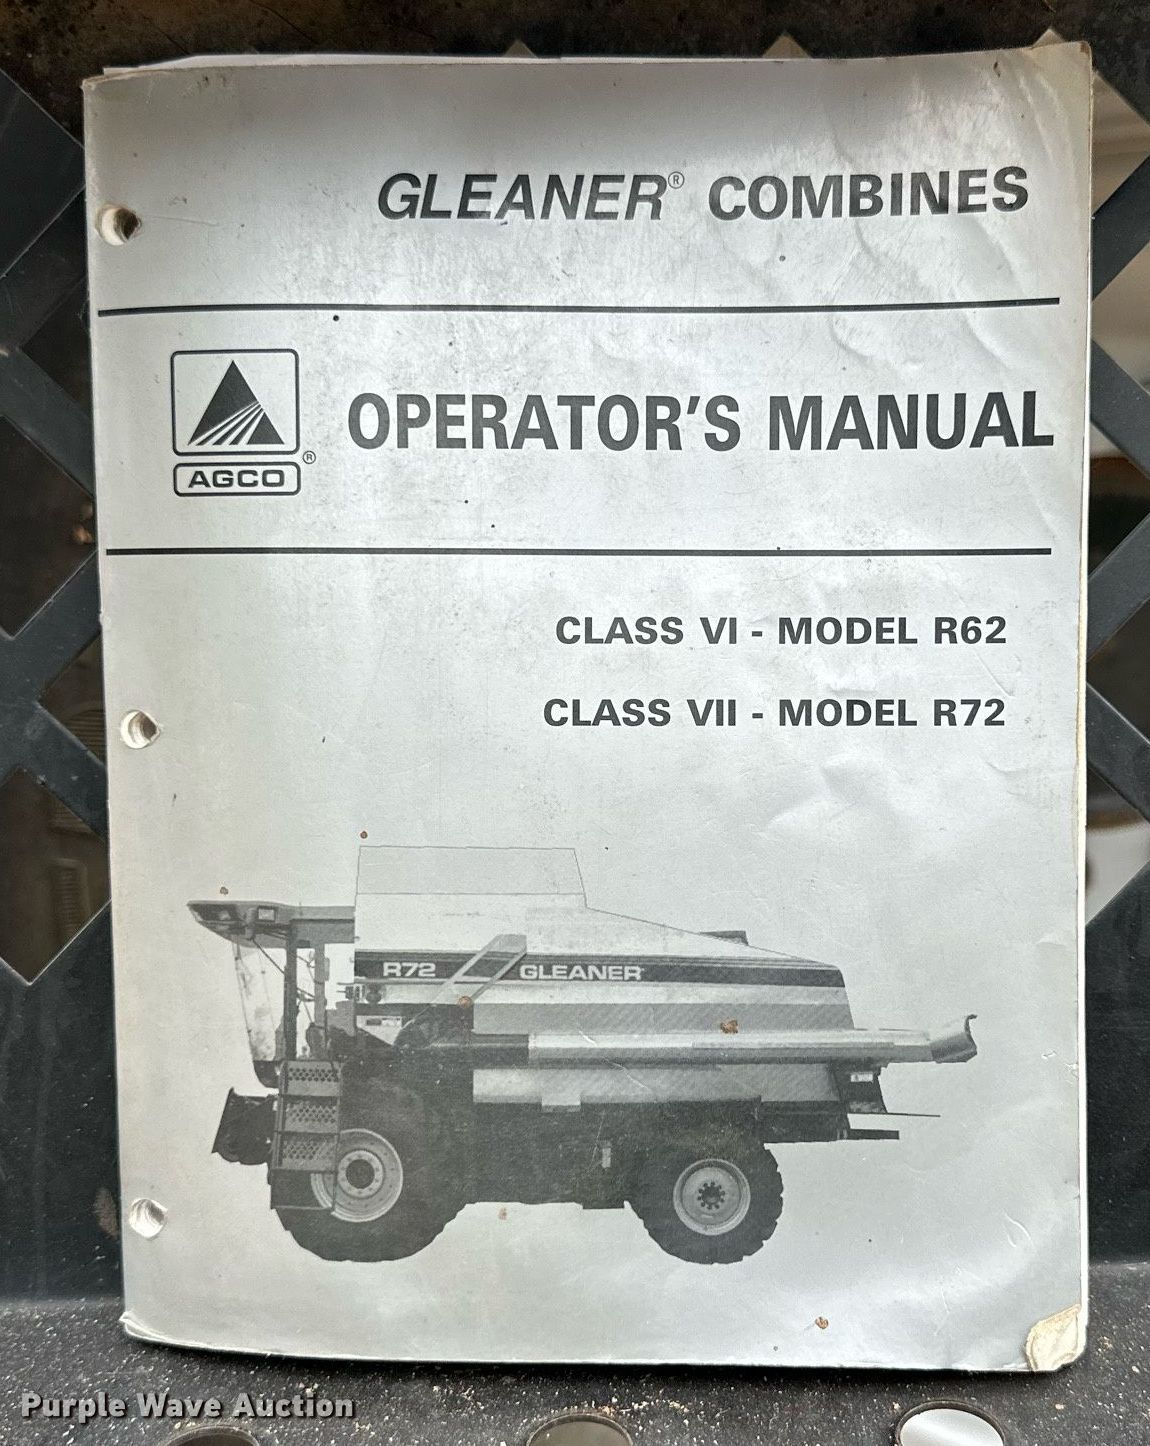 GLEANER® COMBINES
OPERATOR'S MANUAL
AGCO®
CLASS VI - MODEL R62
CLASS VII - MODEL R72
R72 GLEANER
Purple Wave Auction